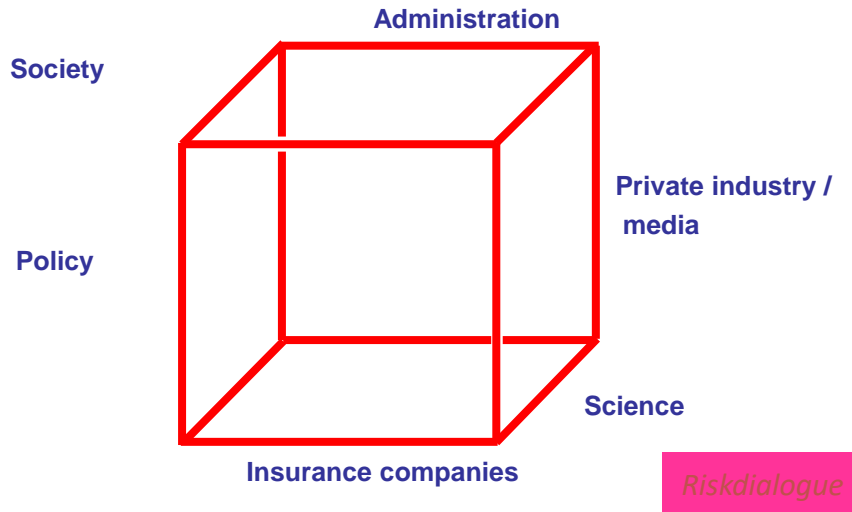 Administration
Society
Private industry /
media
Policy
Science
Insurance companies
Riskdialogue